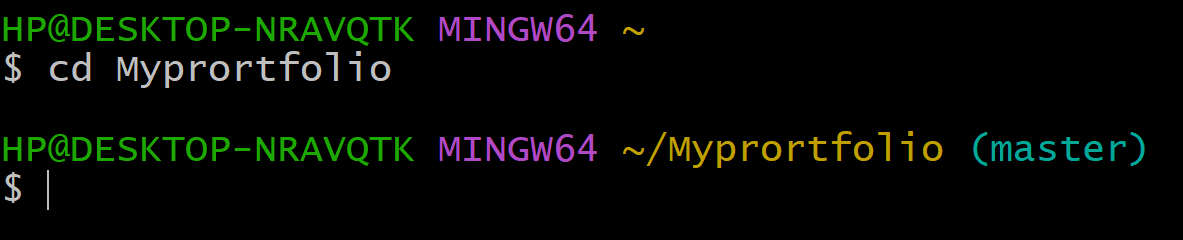 HP@DESKTOP-NRAVQTK MINGW64 ~
$ cd Myprortfolio
HP@DESKTOP-NRAVQTK MINGW64 ~/Myprortfolio (master)
$